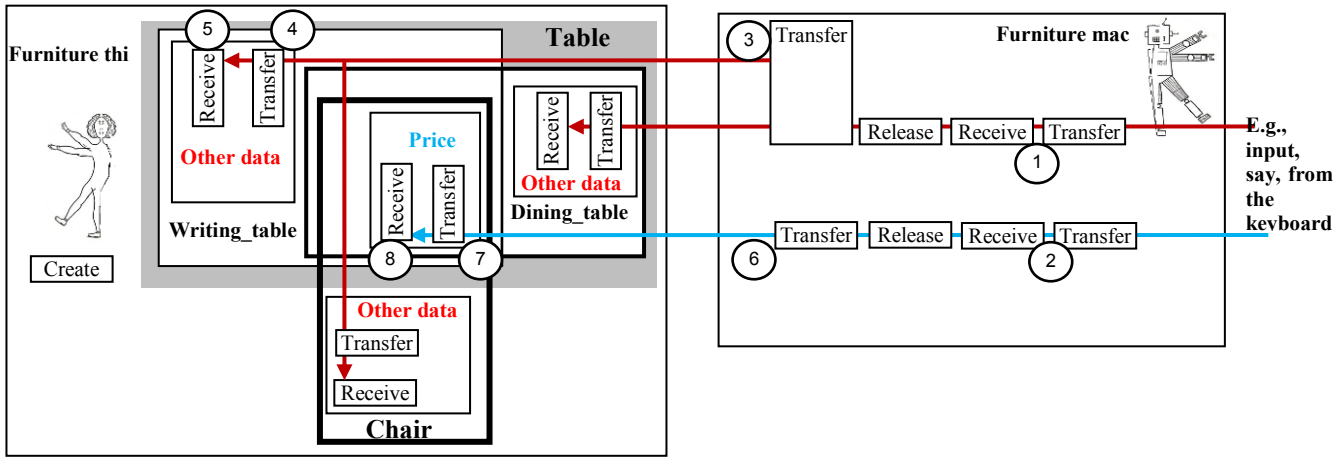 Furniture thi
Create
5
4
Receive
Transfer
Other data
Writing_table
Table
Price
Receive
Transfer
8
7
Receive
Transfer
Other data
Dining_table
Other data
Transfer
Receive
Chair
3
Transfer
Furniture mac
Release
Receive
Transfer
1
Transfer
Release
Receive
Transfer
6
2
E.g.,
input,
say, from
the
keyboard